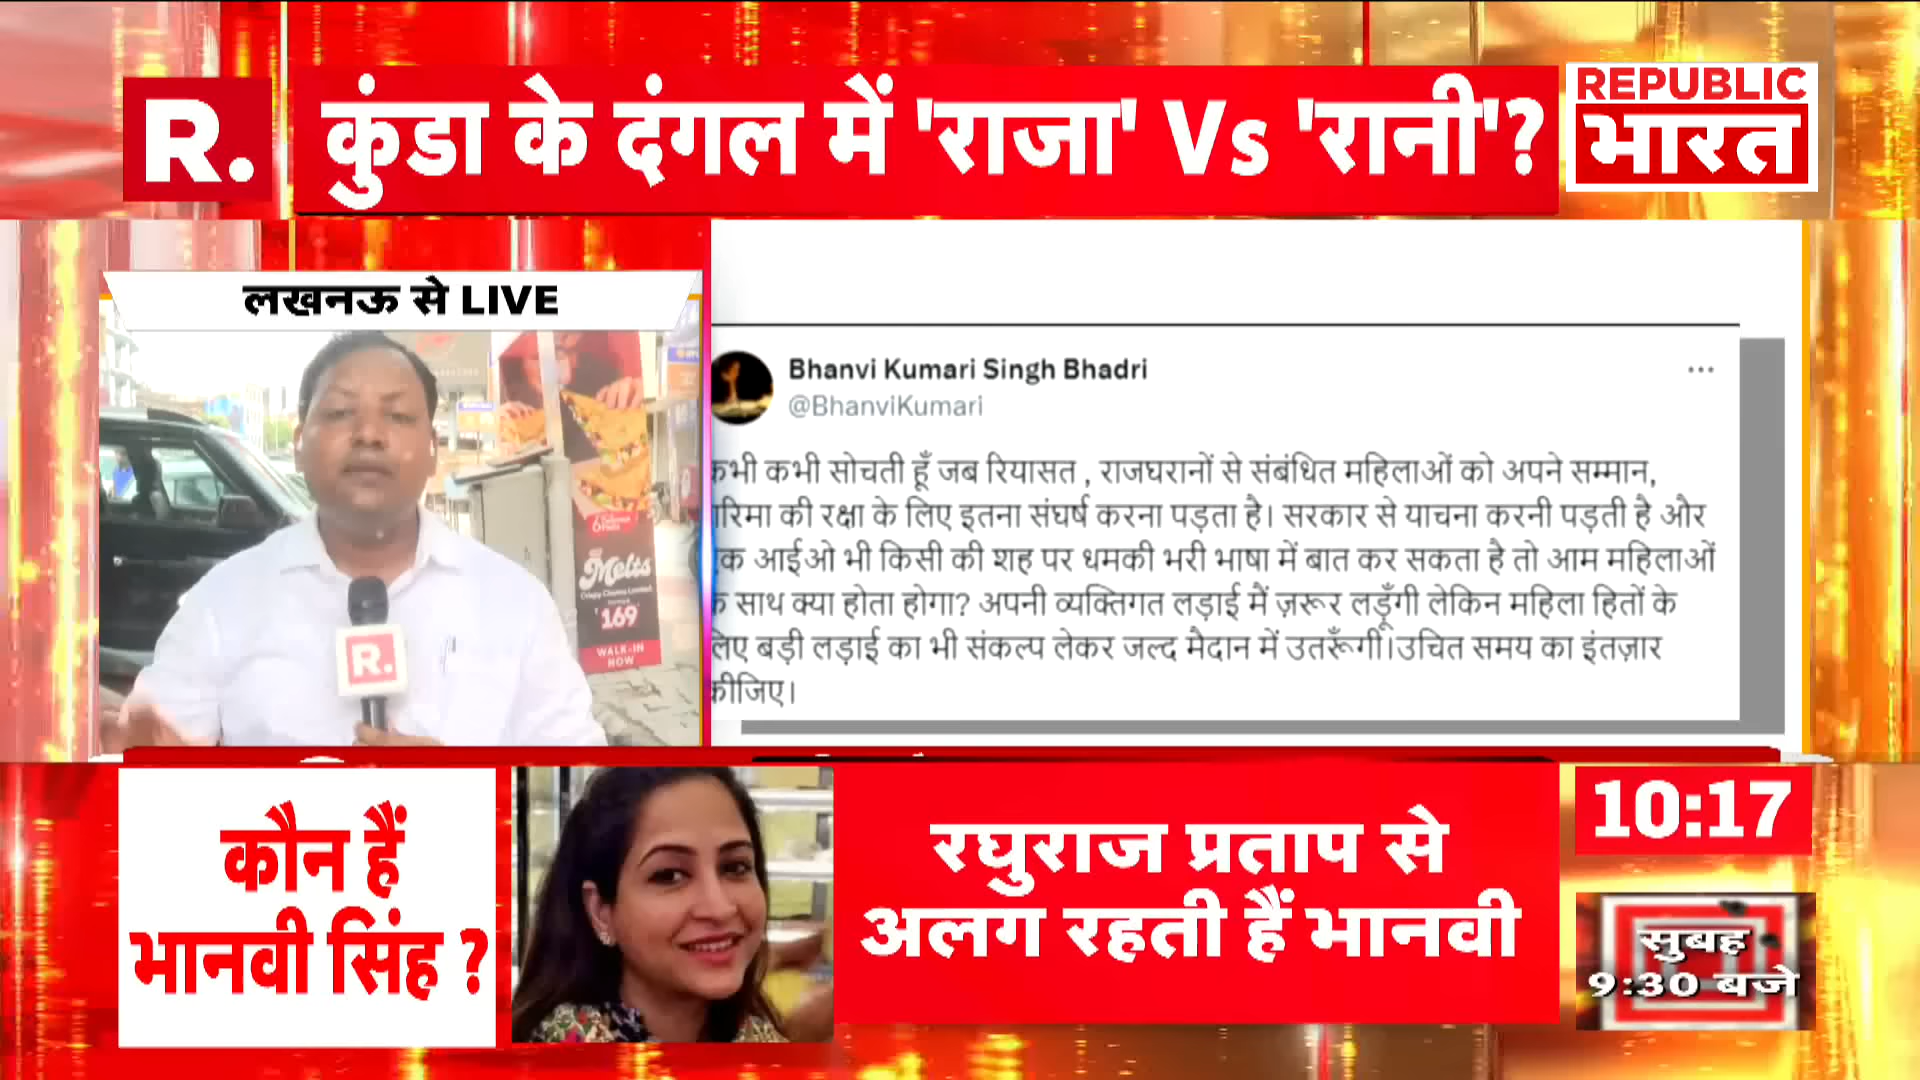 R.
कुंडा के दंगल में 'राजा' Vs 'रानी'?
REPUBLIC
भारत
लखनऊ से LIVE
Melts
₹169
WALK-IN
NOW
R.
Bhanvi Kumari Singh Bhadri
@BhanviKumari
कभी कभी सोचती हूँ जब रियासत , राजघरानों से संबंधित महिलाओं को अपने सम्मान,
रिमा की रक्षा के लिए इतना संघर्ष करना पड़ता है। सरकार से याचना करनी पड़ती है और
क आईओ भी किसी की शह पर धमकी भरी भाषा में बात कर सकता है तो आम महिलाओं
के साथ क्या होता होगा? अपनी व्यक्तिगत लड़ाई मैं ज़रूर लड़ूँगी लेकिन महिला हितों के
लिए बड़ी लड़ाई का भी संकल्प लेकर जल्द मैदान में उतरूँगी।उचित समय का इंतज़ार
कीजिए।
कौन हैं
भानवी सिंह ?
रघुराज प्रताप से
अलग रहती हैं भानवी
10:17
सुबह
9:30 बजे